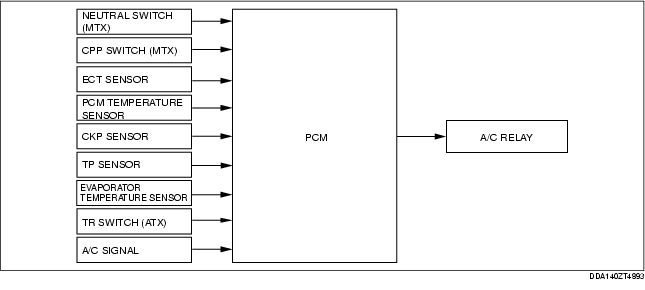 NEUTRAL SWITCH
(MTX)
CPP SWITCH (MTX)
ECT SENSOR
PCM TEMPERATURE
SENSOR
CKP SENSOR
TP SENSOR
EVAPORATOR
TEMPERATURE SENSOR
TR SWITCH (ATX)
A/C SIGNAL
PCM
A/C RELAY
DDA140ZT4893